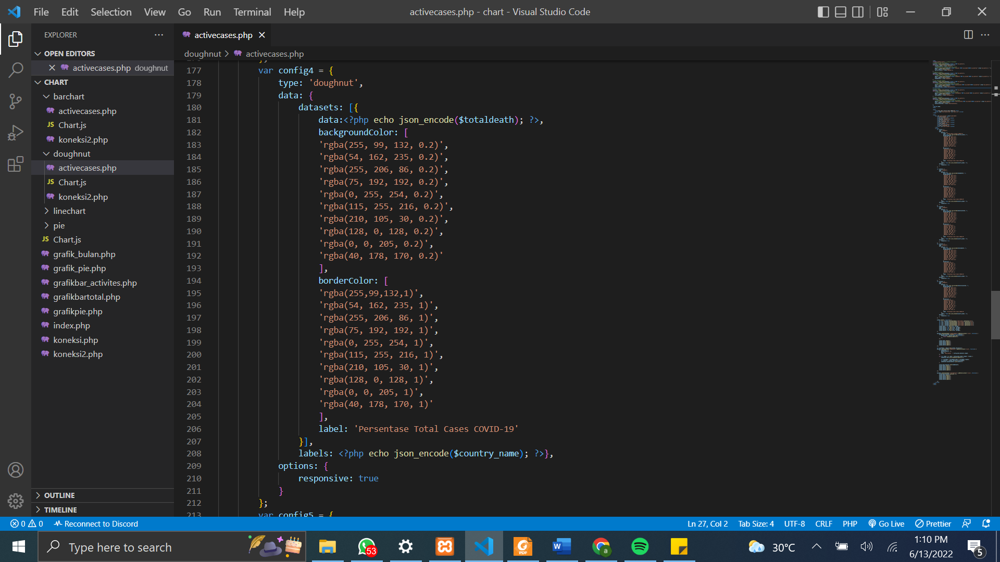 File Edit Selection View Go Run Terminal Help
activecases.php - chart - Visual Studio Code
EXPLORER
OPEN EDITORS
activecases.php doughnut
CHART
barchart
activecases.php
JS Chart.js
koneksi2.php
doughnut
activecases.php
JS Chart.js
koneksi2.php
linechart
pie
JS Chart.js
grafik_bulan.php
grafik_pie.php
grafikbar_activites.php
grafikbartotal.php
grafikpie.php
index.php
koneksi.php
koneksi2.php
OUTLINE
TIMELINE
activecases.php
doughnut > activecases.php
177 var config4 = {
178 type: 'doughnut',
179 data: {
180 datasets: [{
181 data:<?php echo json_encode($totaldeath); ?>,
182 backgroundColor: [
183 'rgba(255, 99, 132, 0.2)',
184 'rgba(54, 162, 235, 0.2)',
185 'rgba(255, 206, 86, 0.2)',
186 'rgba(75, 192, 192, 0.2)',
187 'rgba(0, 255, 254, 0.2)',
188 'rgba(115, 255, 216, 0.2)',
189 'rgba(210, 105, 30, 0.2)',
190 'rgba(128, 0, 128, 0.2)',
191 'rgba(0, 0, 205, 0.2)',
192 'rgba(40, 178, 170, 0.2)'
193 ],
194 borderColor: [
195 'rgba(255,99,132,1)',
196 'rgba(54, 162, 235, 1)',
197 'rgba(255, 206, 86, 1)',
198 'rgba(75, 192, 192, 1)',
199 'rgba(0, 255, 254, 1)',
200 'rgba(115, 255, 216, 1)',
201 'rgba(210, 105, 30, 1)',
202 'rgba(128, 0, 128, 1)',
203 'rgba(0, 0, 205, 1)',
204 'rgba(40, 178, 170, 1)'
205 ],
206 label: 'Persentase Total Cases COVID-19'
207 }],
208 labels: <?php echo json_encode($country_name); ?>},
209 options: {
210 responsive: true
211 }
212 };
213 var config5 = {
0 0 Reconnect to Discord
Ln 27, Col 2 Tab Size: 4 UTF-8 CRLF PHP Go Live Prettier
Type here to search
53
PDF
W
a
30°C
1:10 PM
6/13/2022
5